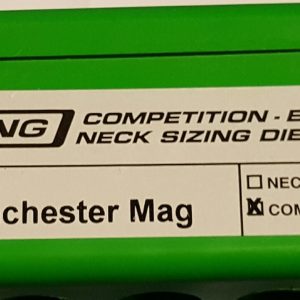 NG COMPETITION - E
NECK SIZING DIE
chester Mag
☐ NEC
☒ COM